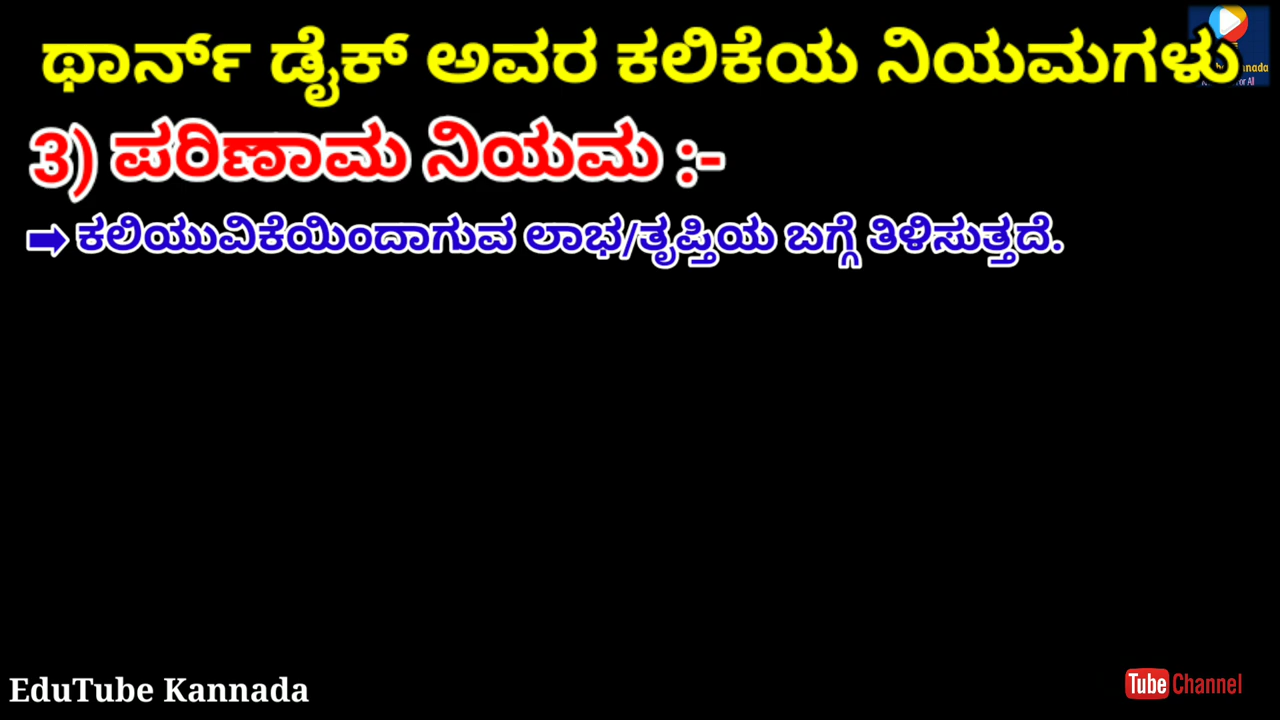 ಥಾರ್ನ್ ಡೈಕ್ ಅವರ ಕಲಿಕೆಯ ನಿಯಮಗಳು
3) ಪರಿಣಾಮ ನಿಯಮ :-
➡ ಕಲಿಯುವಿಕೆಯಿಂದಾಗುವ ಲಾಭ/ತೃಪ್ತಿಯ ಬಗ್ಗೆ ತಿಳಿಸುತ್ತದೆ.
EduTube Kannada
Tube Channel